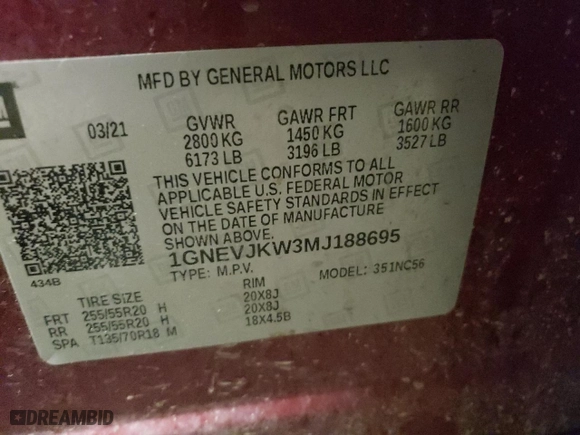 MFD BY GENERAL MOTORS LLC
GM
03/21 GVWR GAWR FRT GAWR RR
2800 KG 1450 KG 1600 KG
6173 LB 3196 LB 3527 LB
THIS VEHICLE CONFORMS TO ALL
APPLICABLE U.S. FEDERAL MOTOR
VEHICLE SAFETY STANDARDS IN EFFECT
ON THE DATE OF MANUFACTURE
SHOWN ABOVE.
434B
1GNEVJKW3MJ188695
TYPE: M.P.V. MODEL: 351NC56
TIRE SIZE RIM
FRT 255/55R20 H 20X8J
RR 255/55R20 H 20X8J
SPA T135/70R18 M 18X4.5B
DREAMBID